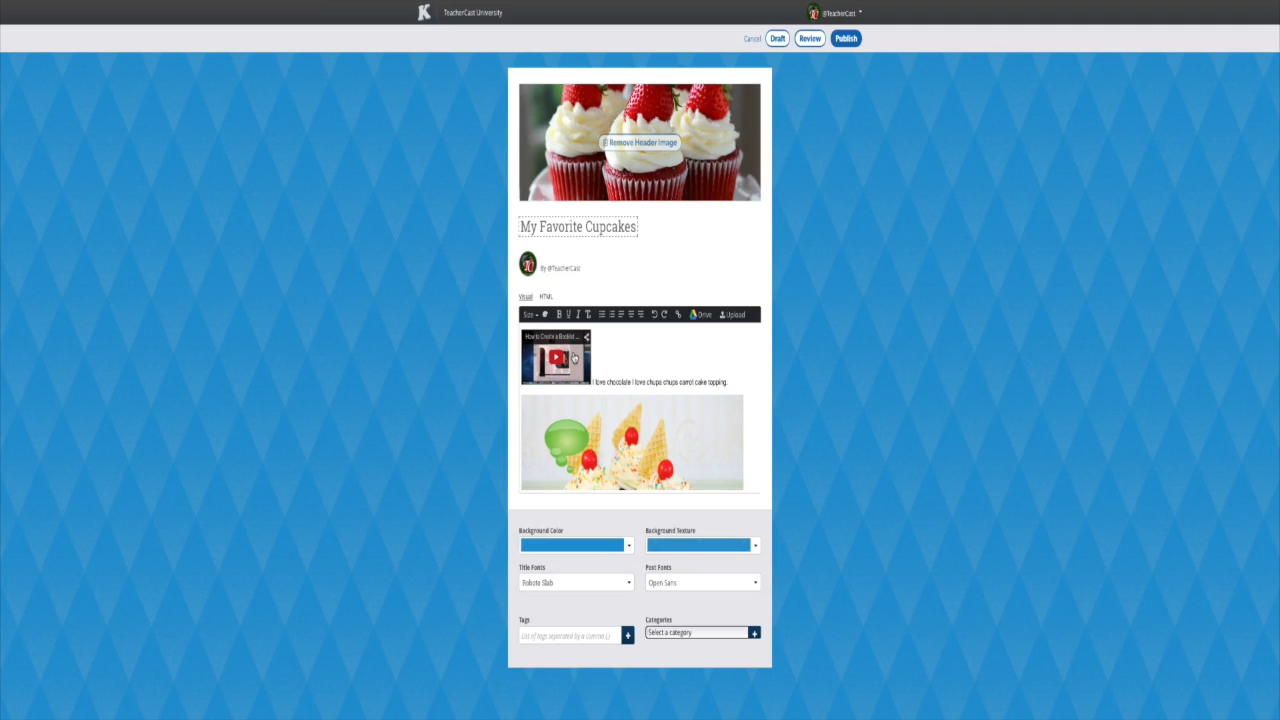 TeacherCast University
@TeacherCast
Cancel
Draft
Review
Publish
Remove Header Image
My Favorite Cupcakes
By @TeacherCast
Visual
HTML
Size
B U I
Drive
Upload
How to Create a Booklet ...
I love chocolate I love chupa chups carrot cake topping.
Background Color
Background Texture
Title Fonts
Post Fonts
Roboto Slab
Open Sans
Tags
Categories
List of tags separated by a comma (,)
Select a category